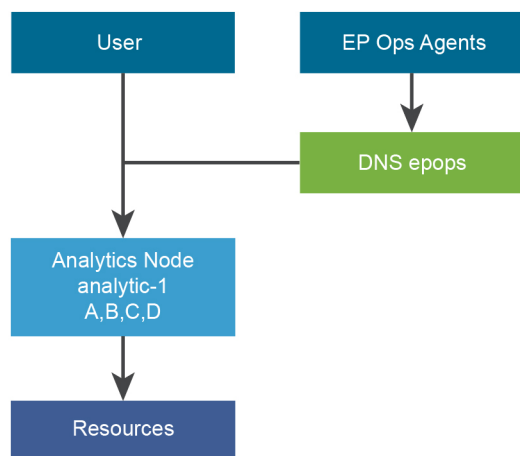 User
EP Ops Agents
DNS epops
Analytics Node
analytic-1
A,B,C,D
Resources